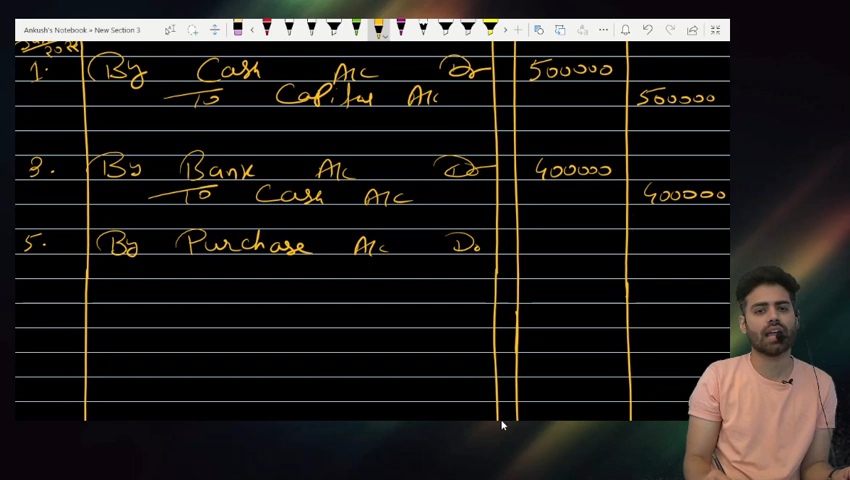 Ankush's Notebook » New Section 3
2022
1. By Cash A/c Dr 500000
To Capital A/c 500000
3. By Bank A/c Dr 400000
To Cash A/c 400000
5. By Purchase A/c Dr